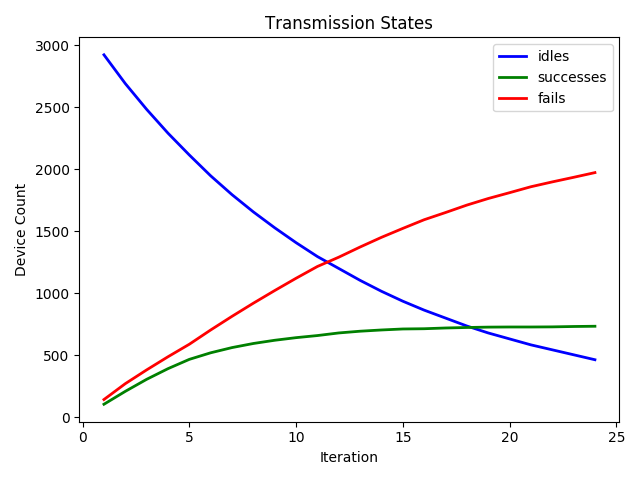 Transmission States
3000
2500
2000
1500
1000
500
0
Device Count
idles
successes
fails
0 5 10 15 20 25
Iteration